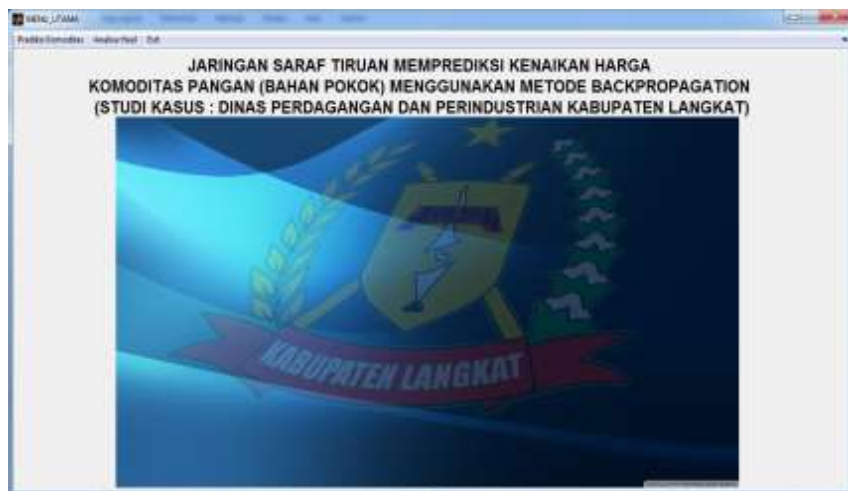 MENU_UTAMA
Prediksi Komoditas Analisa Hasil Exit
JARINGAN SARAF TIRUAN MEMPREDIKSI KENAIKAN HARGA
KOMODITAS PANGAN (BAHAN POKOK) MENGGUNAKAN METODE BACKPROPAGATION
(STUDI KASUS : DINAS PERDAGANGAN DAN PERINDUSTRIAN KABUPATEN LANGKAT)
KABUPATEN LANGKAT